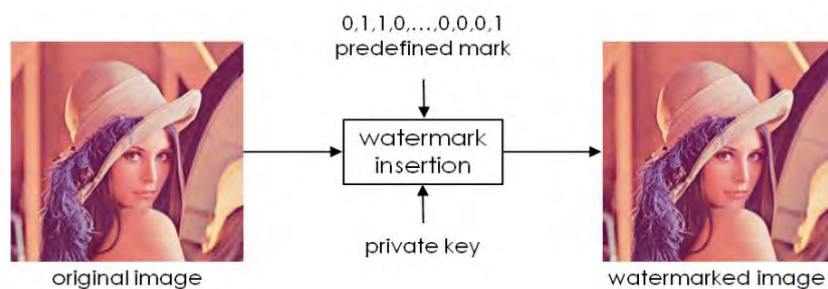 0,1,1,0,...,0,0,0,1
predefined mark
watermark
insertion
private key
original image
watermarked image